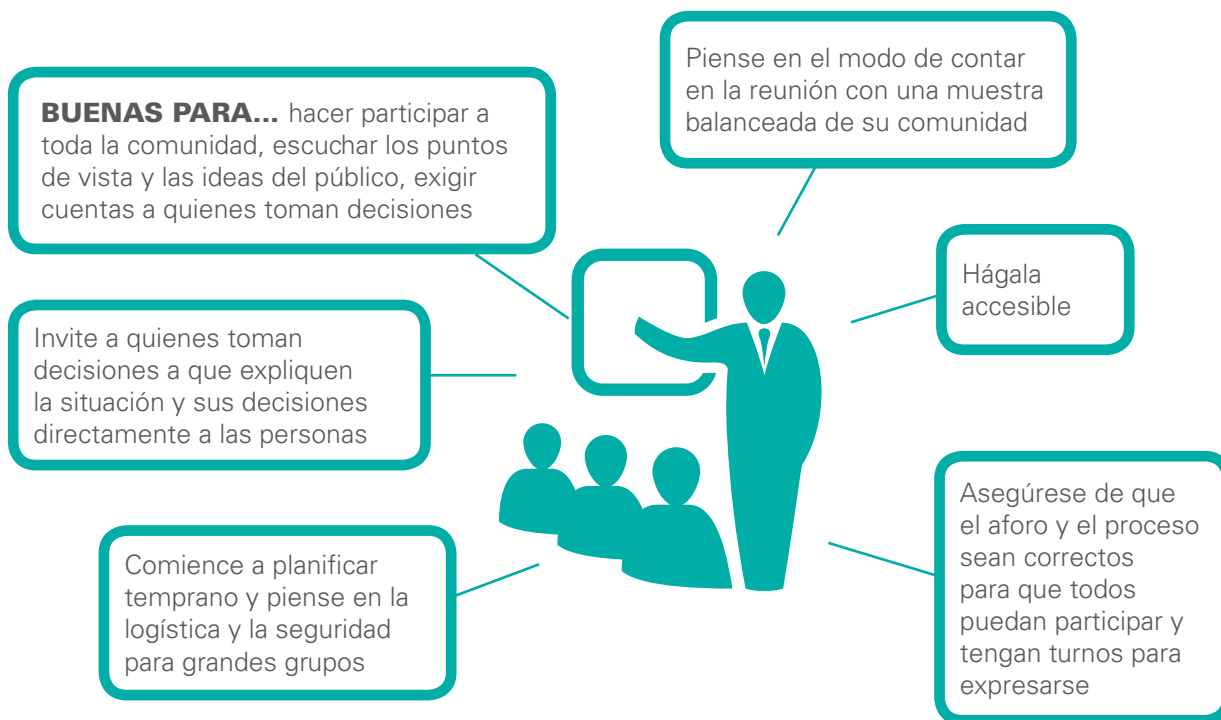 BUENAS PARA... hacer participar a
toda la comunidad, escuchar los puntos
de vista y las ideas del público, exigir
cuentas a quienes toman decisiones
Piense en el modo de contar
en la reunión con una muestra
balanceada de su comunidad
Hágala
accesible
Invite a quienes toman
decisiones a que expliquen
la situación y sus decisiones
directamente a las personas
Asegúrese de que
el aforo y el proceso
sean correctos
para que todos
puedan participar y
tengan turnos para
expresarse
Comience a planificar
temprano y piense en la
logística y la seguridad
para grandes grupos